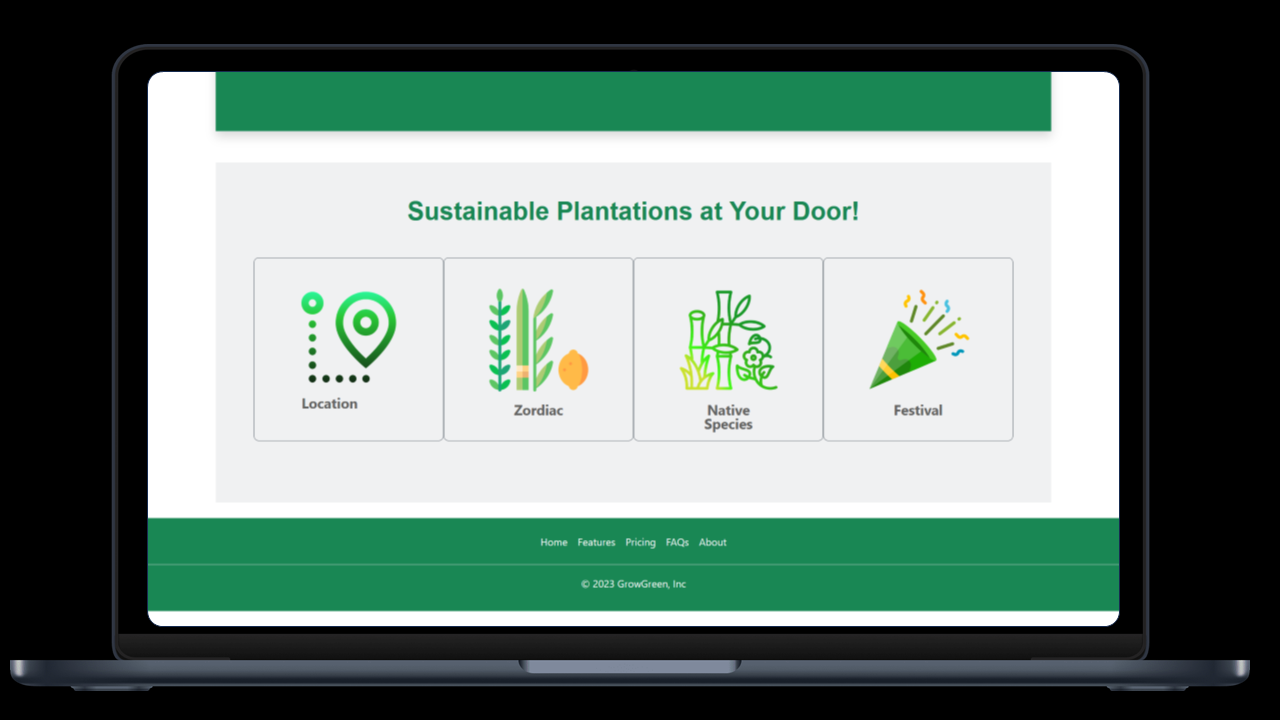 Sustainable Plantations at Your Door!
Location
Zordiac
Native
Species
Festival
Home Features Pricing FAQs About
© 2023 GrowGreen, Inc